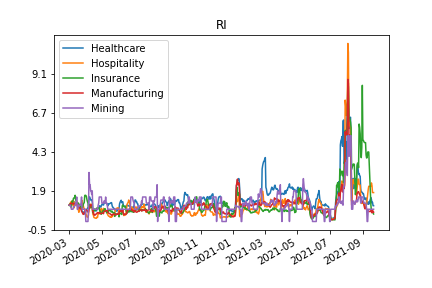 RI
Healthcare
Hospitality
Insurance
Manufacturing
Mining
9.1
6.7
4.3
1.9
-0.5
2020-03 2020-05 2020-07 2020-09 2020-11 2021-01 2021-03 2021-05 2021-07 2021-09